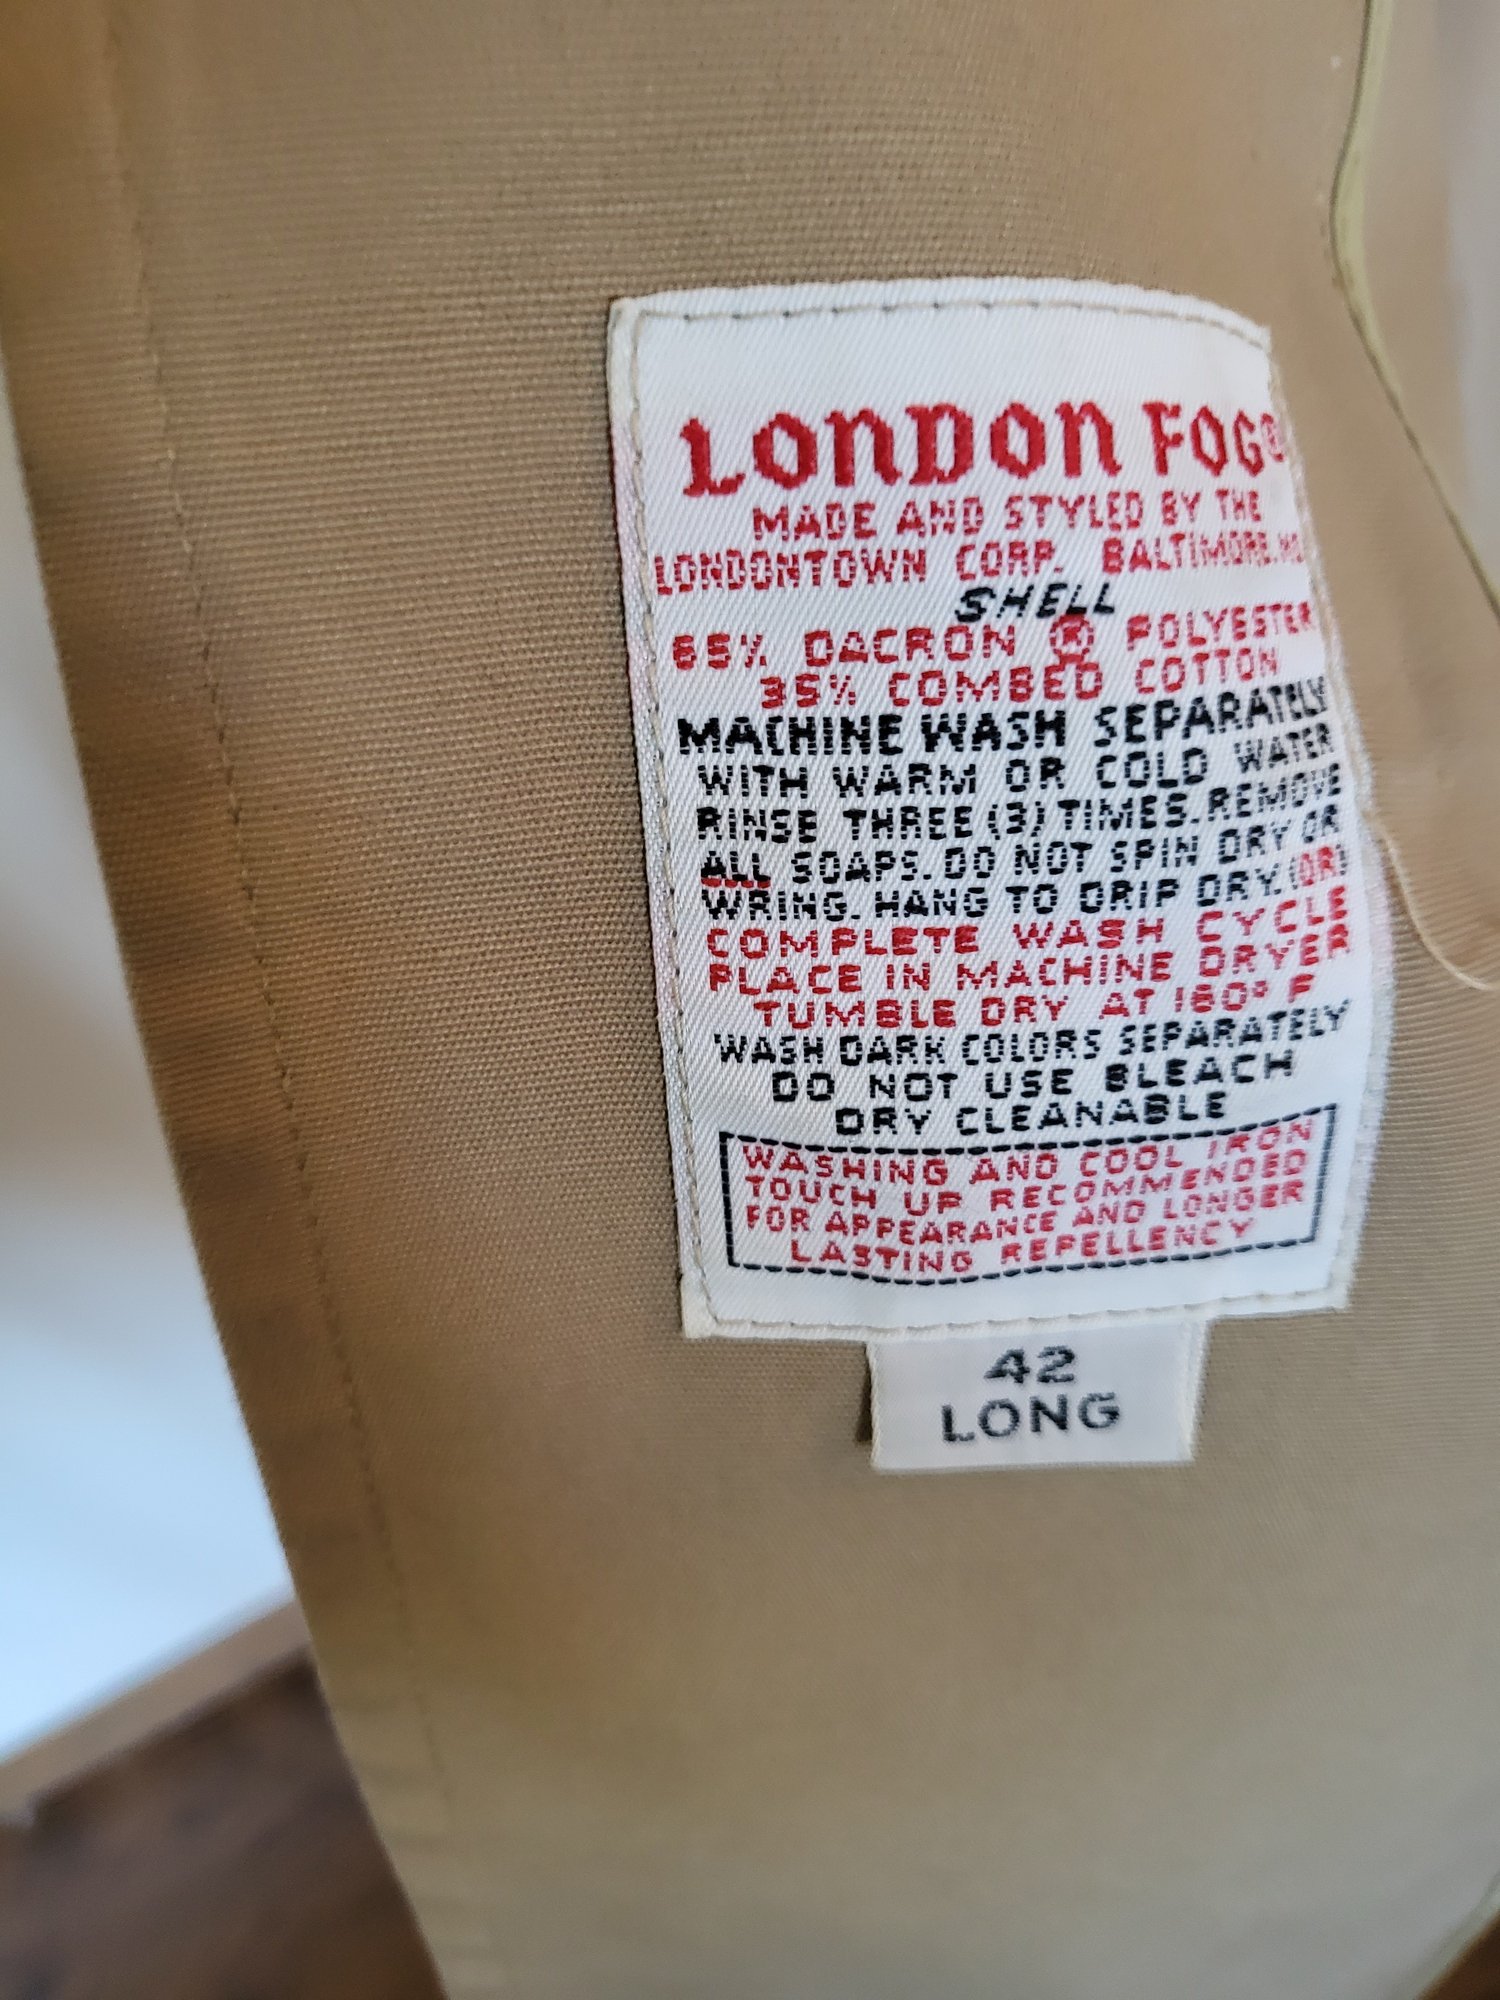 LONDON FOG®
MADE AND STYLED BY THE
LONDONTOWN CORP. BALTIMORE, MD.
SHELL
65% DACRON ® POLYESTER
35% COMBED COTTON
MACHINE WASH SEPARATELY
WITH WARM OR COLD WATER
RINSE THREE (3) TIMES. REMOVE
ALL SOAPS. DO NOT SPIN DRY OR
WRING. HANG TO DRIP DRY. (OR)
COMPLETE WASH CYCLE
PLACE IN MACHINE DRYER
TUMBLE DRY AT 160° F
WASH DARK COLORS SEPARATELY
DO NOT USE BLEACH
DRY CLEANABLE
WASHING AND COOL IRON
TOUCH UP RECOMMENDED
FOR APPEARANCE AND LONGER
LASTING REPELLENCY
42
LONG